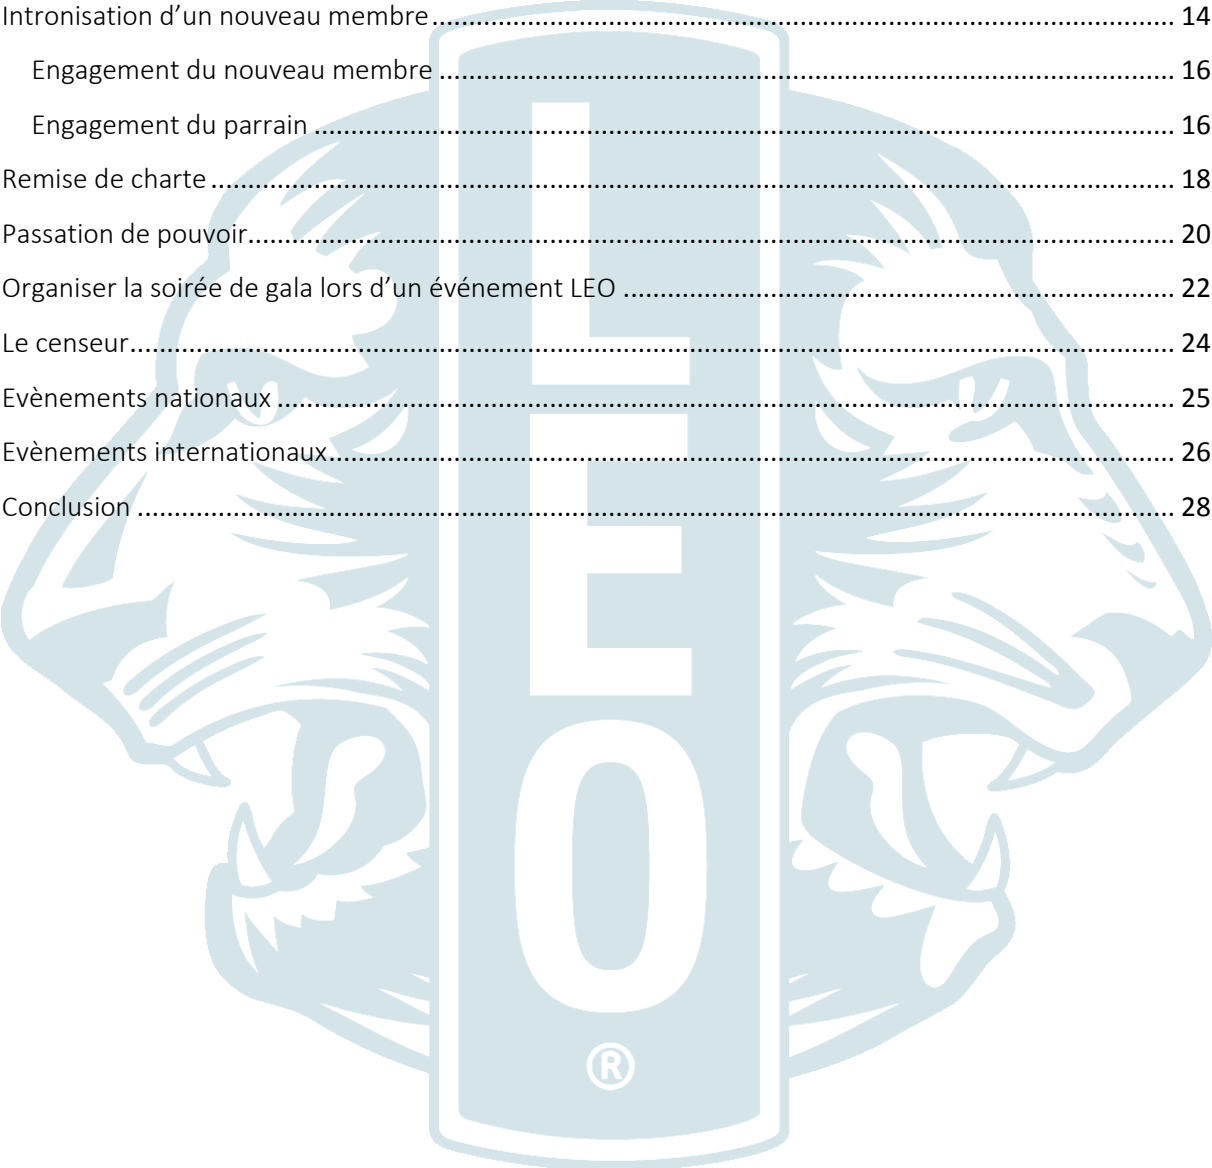 Intronisation d’un nouveau membre........................................................................................... 14
Engagement du nouveau membre........................................................................................... 16
Engagement du parrain........................................................................................................... 16
Remise de charte........................................................................................................................ 18
Passation de pouvoir................................................................................................................... 20
Organiser la soirée de gala lors d’un événement LEO.................................................................. 22
Le censeur.................................................................................................................................. 24
Evènements nationaux................................................................................................................ 25
Evènements internationaux......................................................................................................... 26
Conclusion................................................................................................................................. 28
L
E
O
®